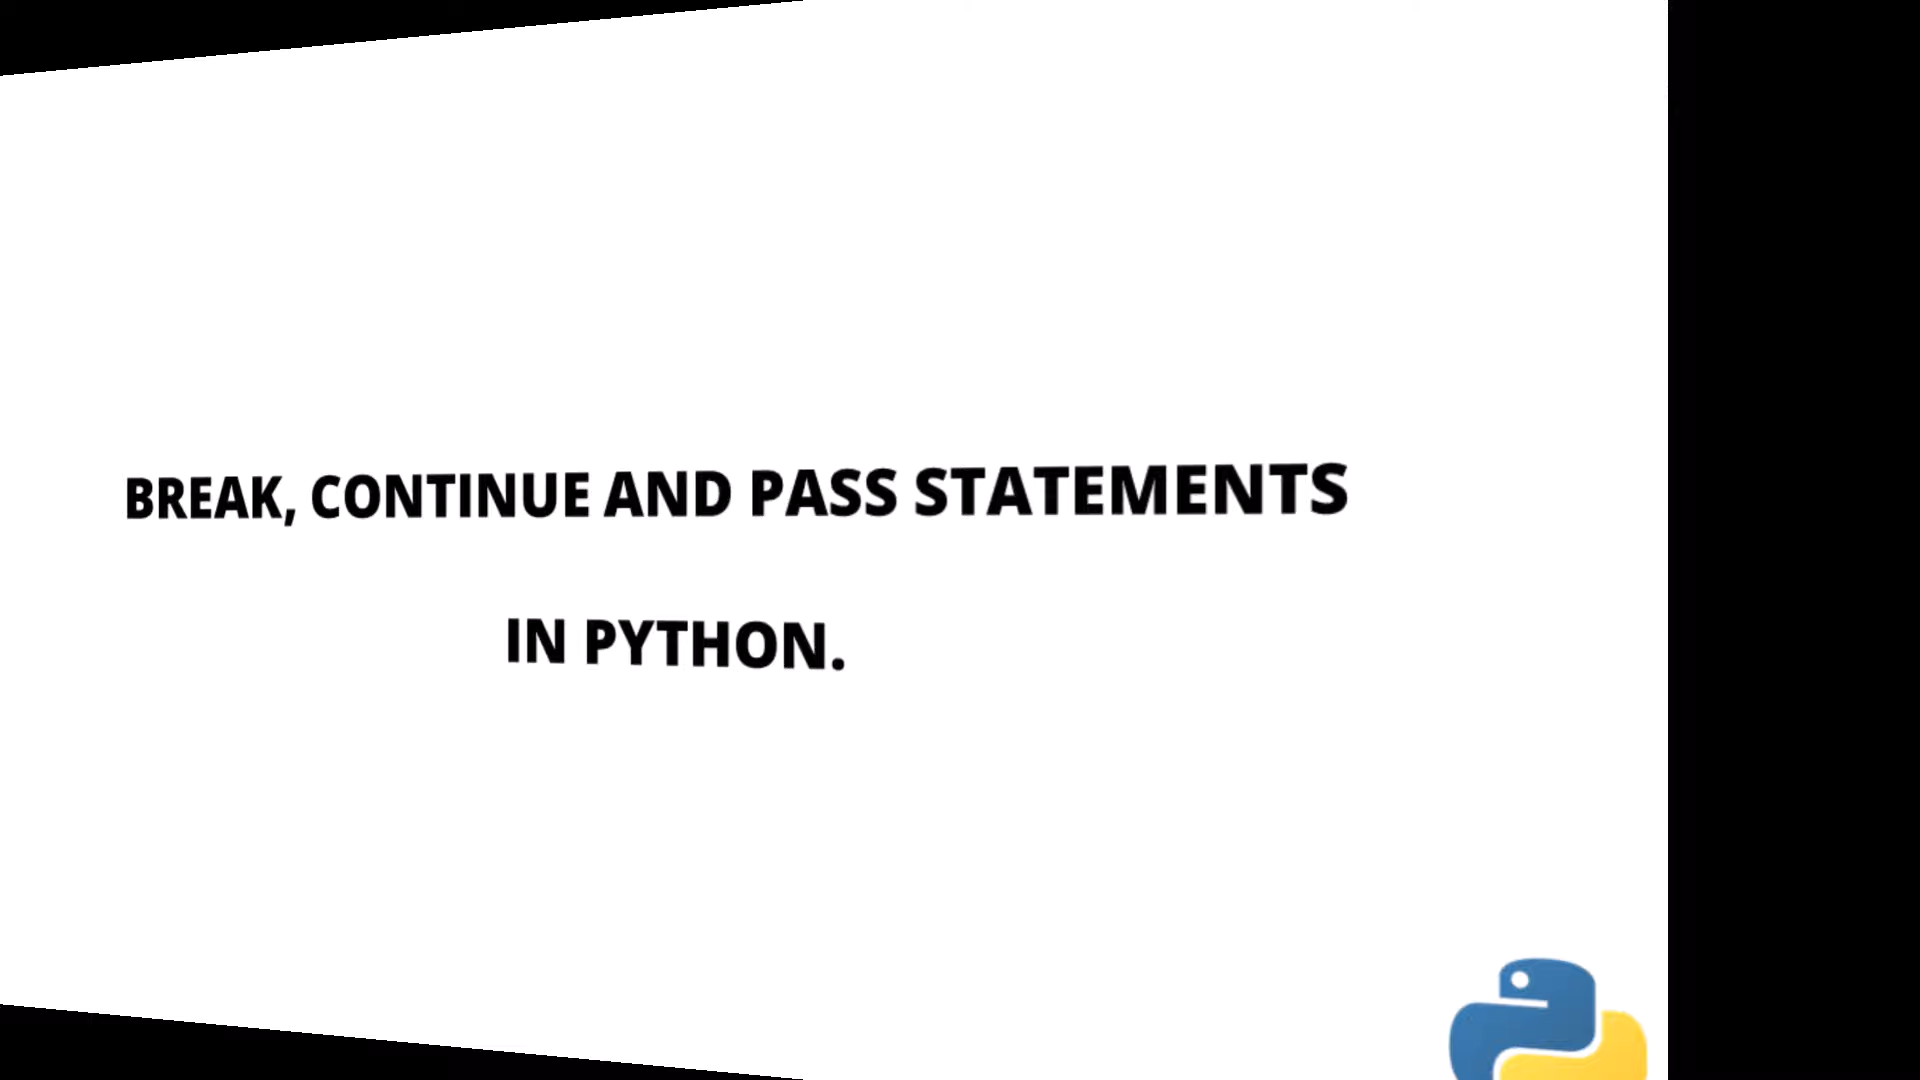 BREAK, CONTINUE AND PASS STATEMENTS
IN PYTHON.